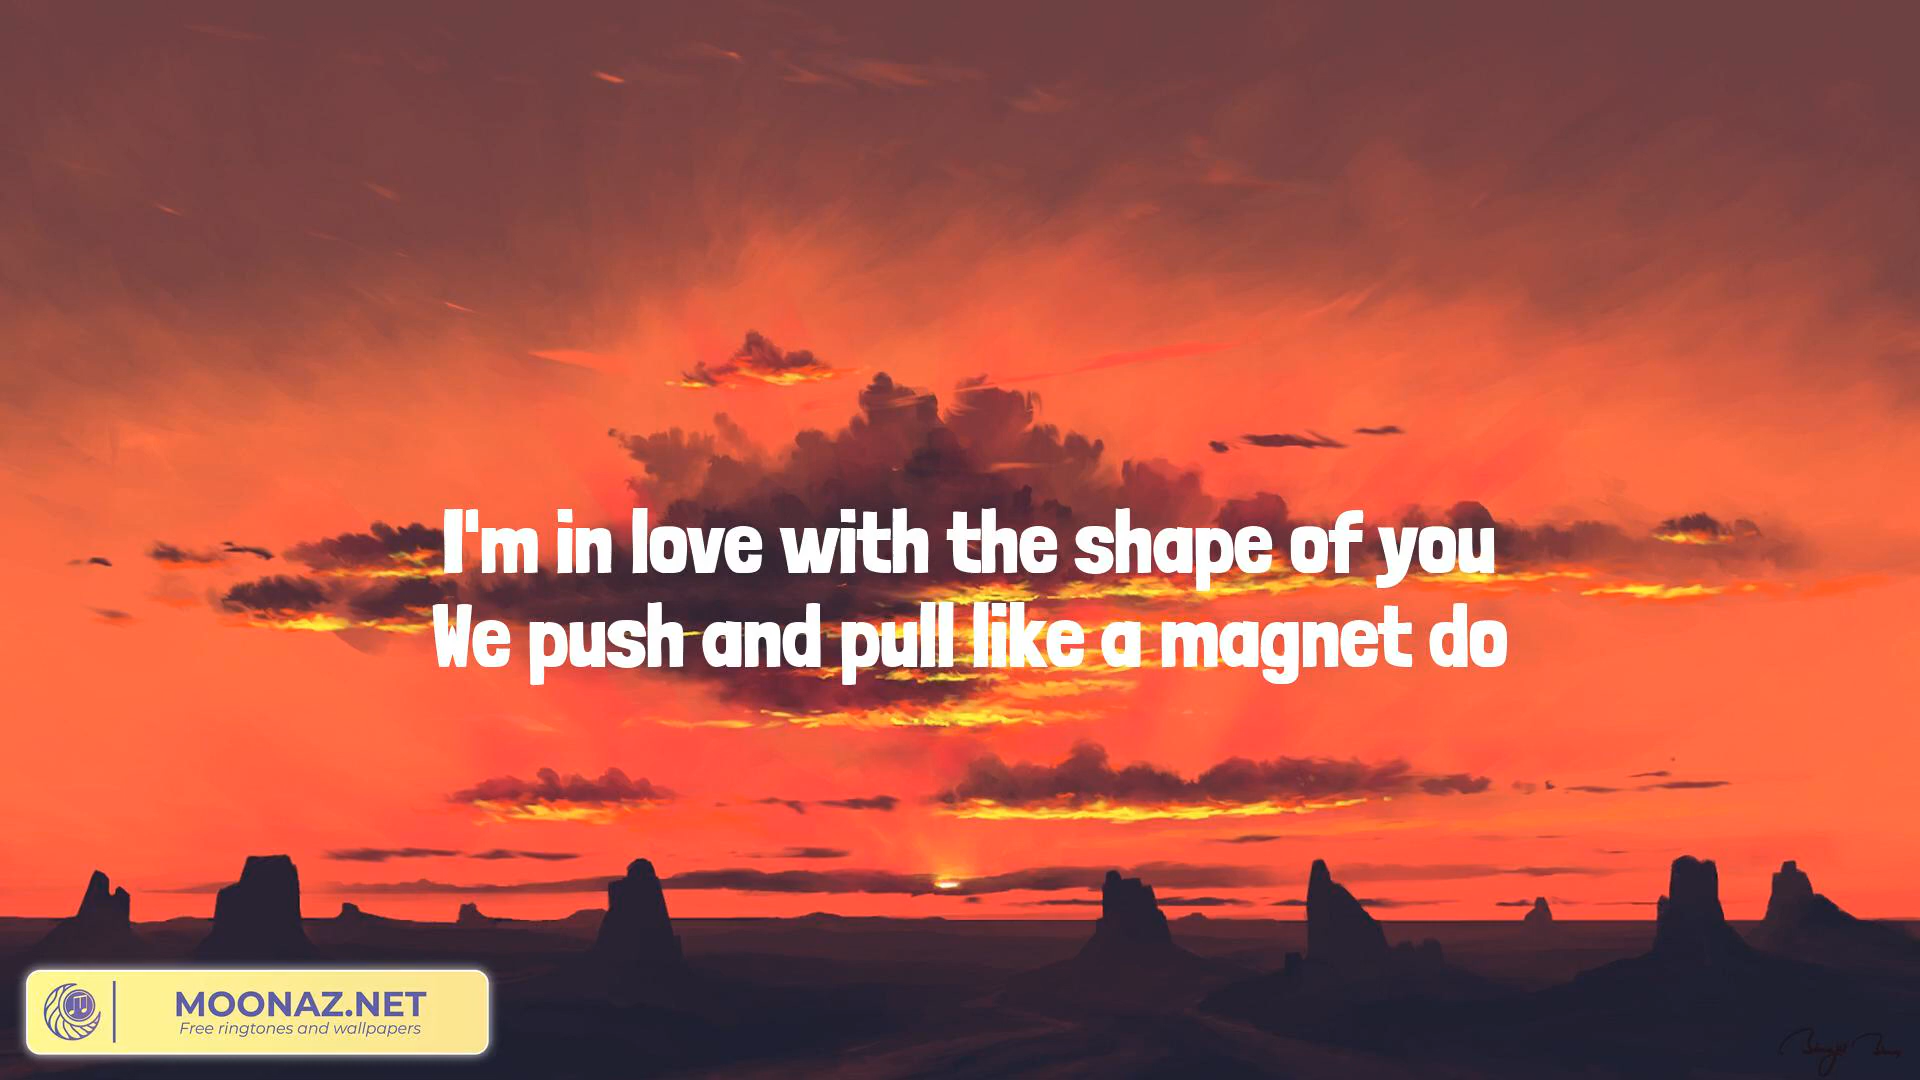 I'm in love with the shape of you
We push and pull like a magnet do
MOONAZ.NET
Free ringtones and wallpapers